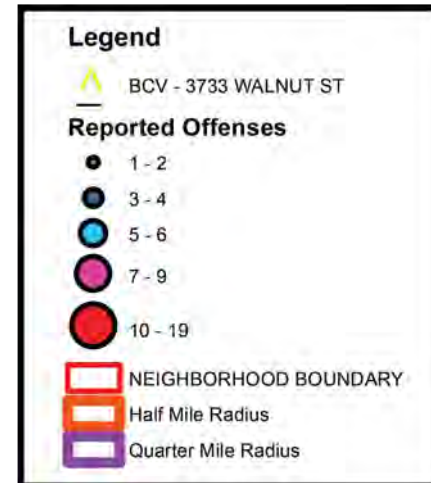 Legend
BCV - 3733 WALNUT ST
Reported Offenses
1 - 2
3 - 4
5 - 6
7 - 9
10 - 19
NEIGHBORHOOD BOUNDARY
Half Mile Radius
Quarter Mile Radius